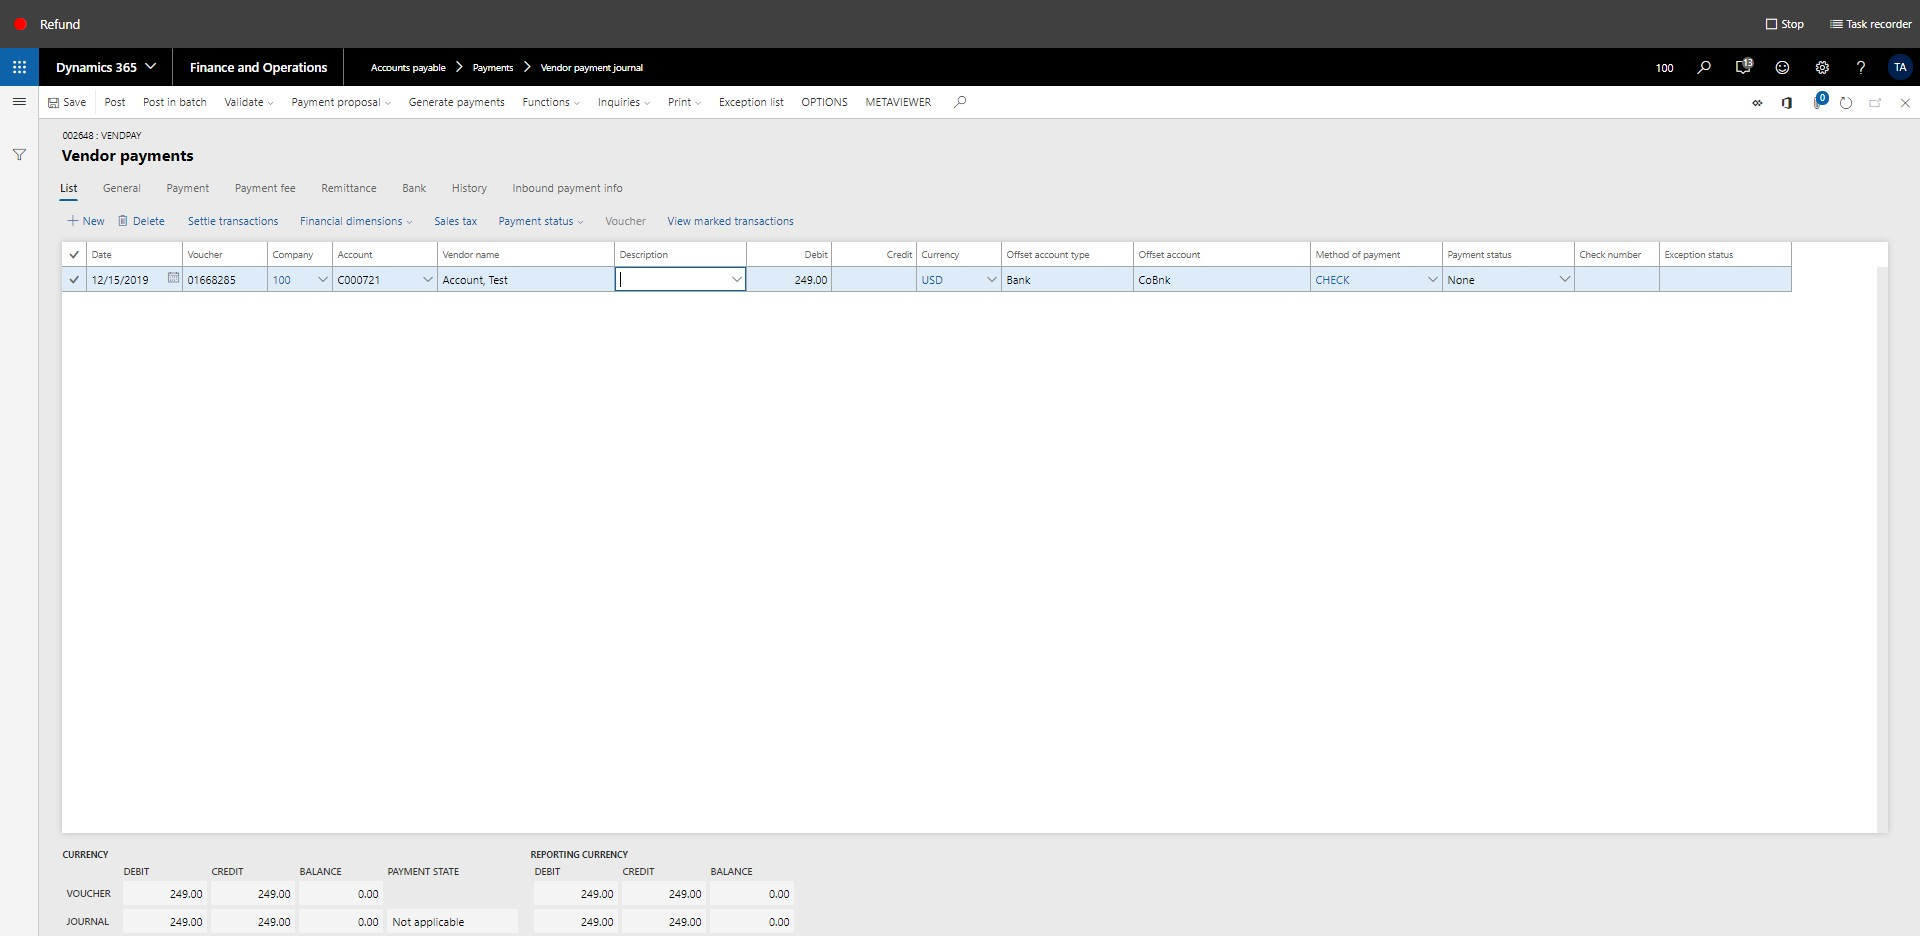 Refund
Stop Task recorder
Dynamics 365 Finance and Operations Accounts payable Payments Vendor payment journal 100 13 ? TA
Save Post Post in batch Validate Payment proposal Generate payments Functions Inquiries Print Exception list OPTIONS METAVIEWER 0
002648 : VENDPAY
Vendor payments
List General Payment Payment fee Remittance Bank History Inbound payment info
New Delete Settle transactions Financial dimensions Sales tax Payment status Voucher View marked transactions
Date Voucher Company Account Vendor name Description Debit Credit Currency Offset account type Offset account Method of payment Payment status Check number Exception status
12/15/2019 01668285 100 C000721 Account, Test 249.00 USD Bank CoBnk CHECK None
CURRENCY REPORTING CURRENCY
DEBIT CREDIT BALANCE PAYMENT STATE DEBIT CREDIT BALANCE
VOUCHER 249.00 249.00 0.00 249.00 249.00 0.00
JOURNAL 249.00 249.00 0.00 Not applicable 249.00 249.00 0.00